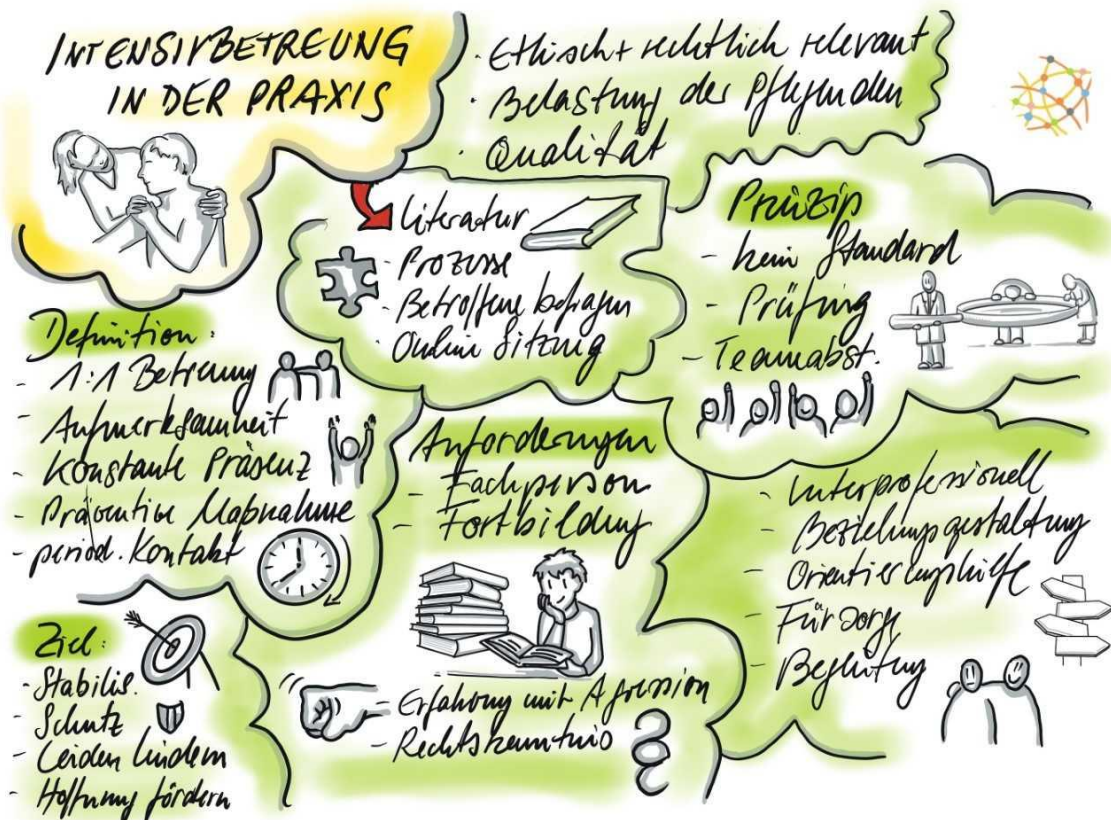 INTENSIVBETREUNG
IN DER PRAXIS
· Ethisch + rechtlich relevant
· Belastung der Pflegenden
· Qualität
Literatur
- Prozesse
- Betroffene befragen
- Online Sitzung
Prinzip
- kein Standard
- Prüfung
- Teamabst.
Definition:
- 1:1 Betreuung
- Aufmerksamkeit
- Konstante Präsenz
- Präventive Maßnahme
- period. Kontakt
Anforderungen
- Fachperson
- Fortbildung
- Erfahrung mit Agression
- Rechtskenntnis
- Interprofessionell
- Beziehungsgestaltung
- Orientierungshilfe
- Fürsorge
- Begleitung
Ziel:
- Stabilis.
- Schutz
- Leiden lindern
- Hoffnung fördern